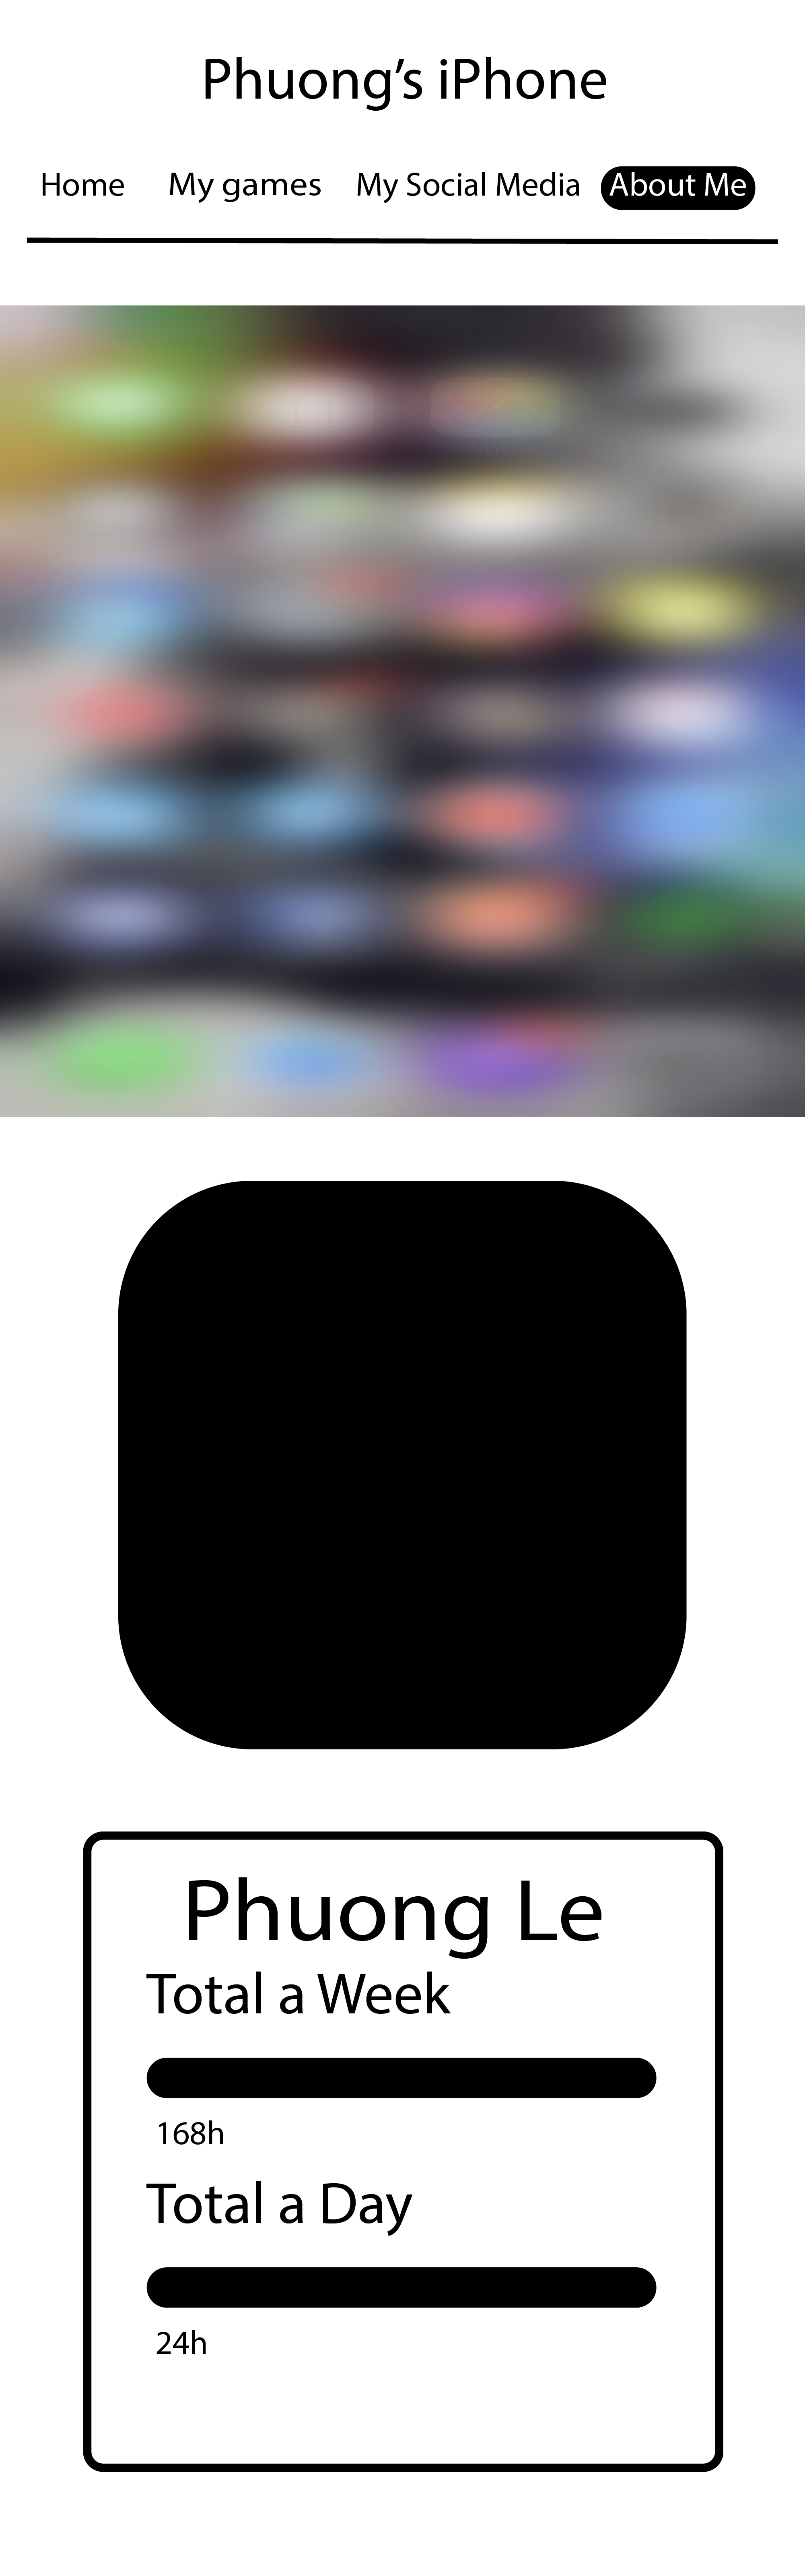 Phuong’s iPhone
Home My games My Social Media About Me
Phuong Le
Total a Week
168h
Total a Day
24h